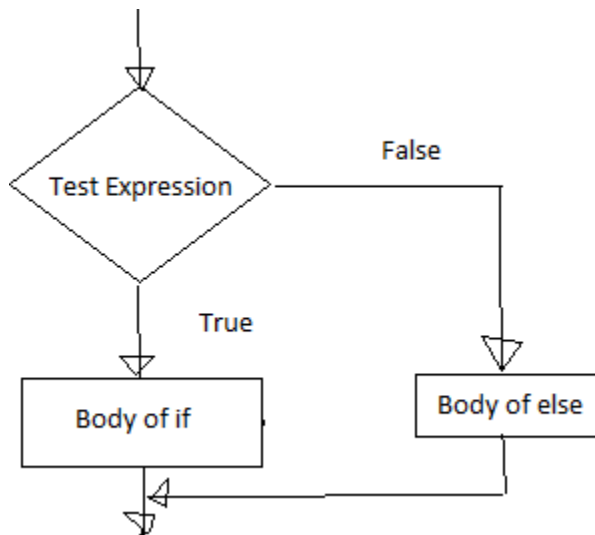 False
Test Expression
True
Body of if
Body of else